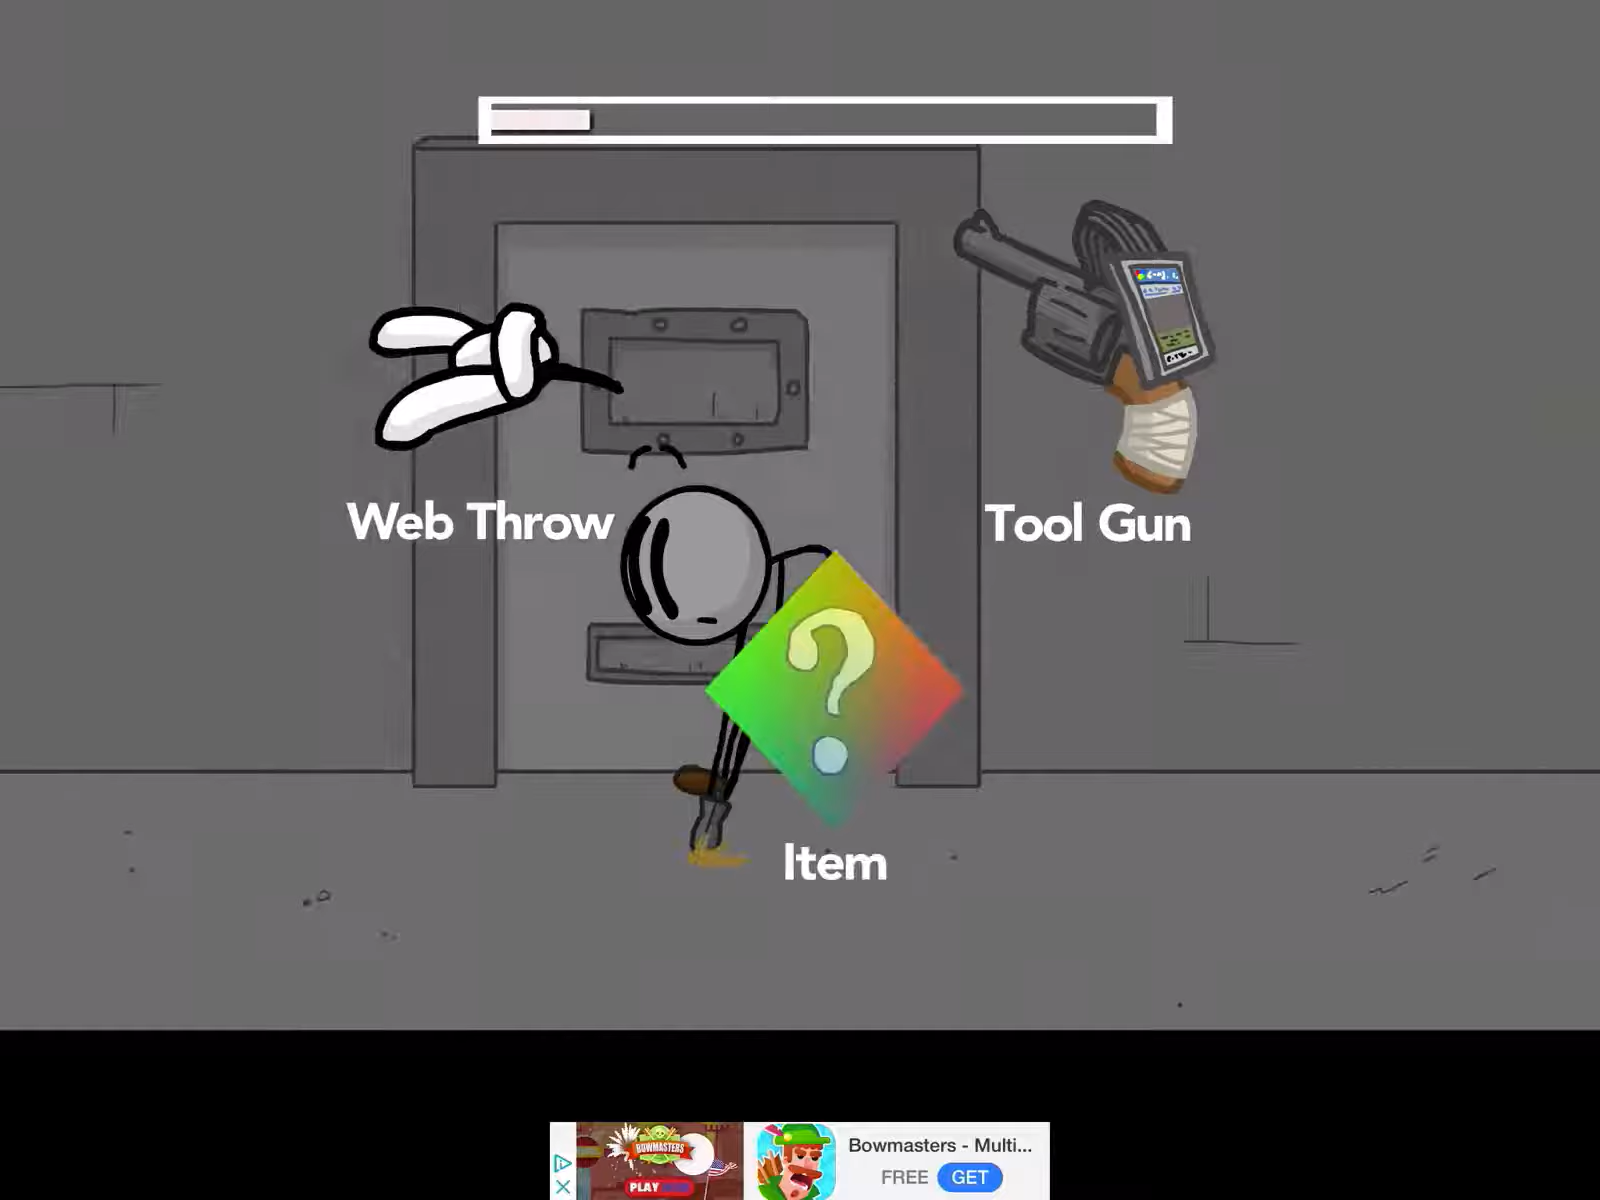 Web Throw
Tool Gun
?
Item
BOWMASTERS
PLAY
Bowmasters - Multi...
FREE GET